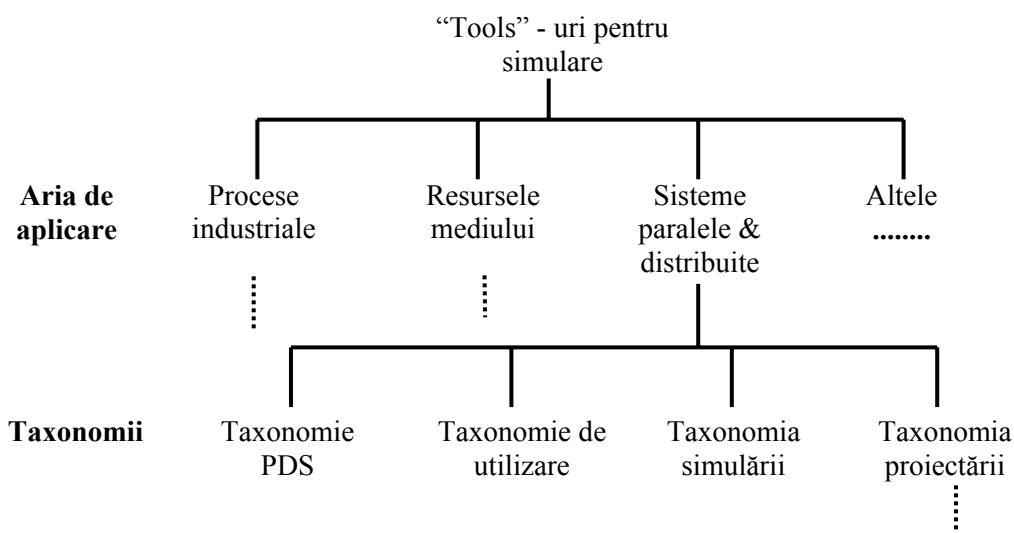 “Tools” - uri pentru
simulare
Aria de
aplicare
Procese
industriale
Resursele
mediului
Sisteme
paralele &
distribuite
Altele
........
Taxonomii
Taxonomie
PDS
Taxonomie de
utilizare
Taxonomia
simulării
Taxonomia
proiectării